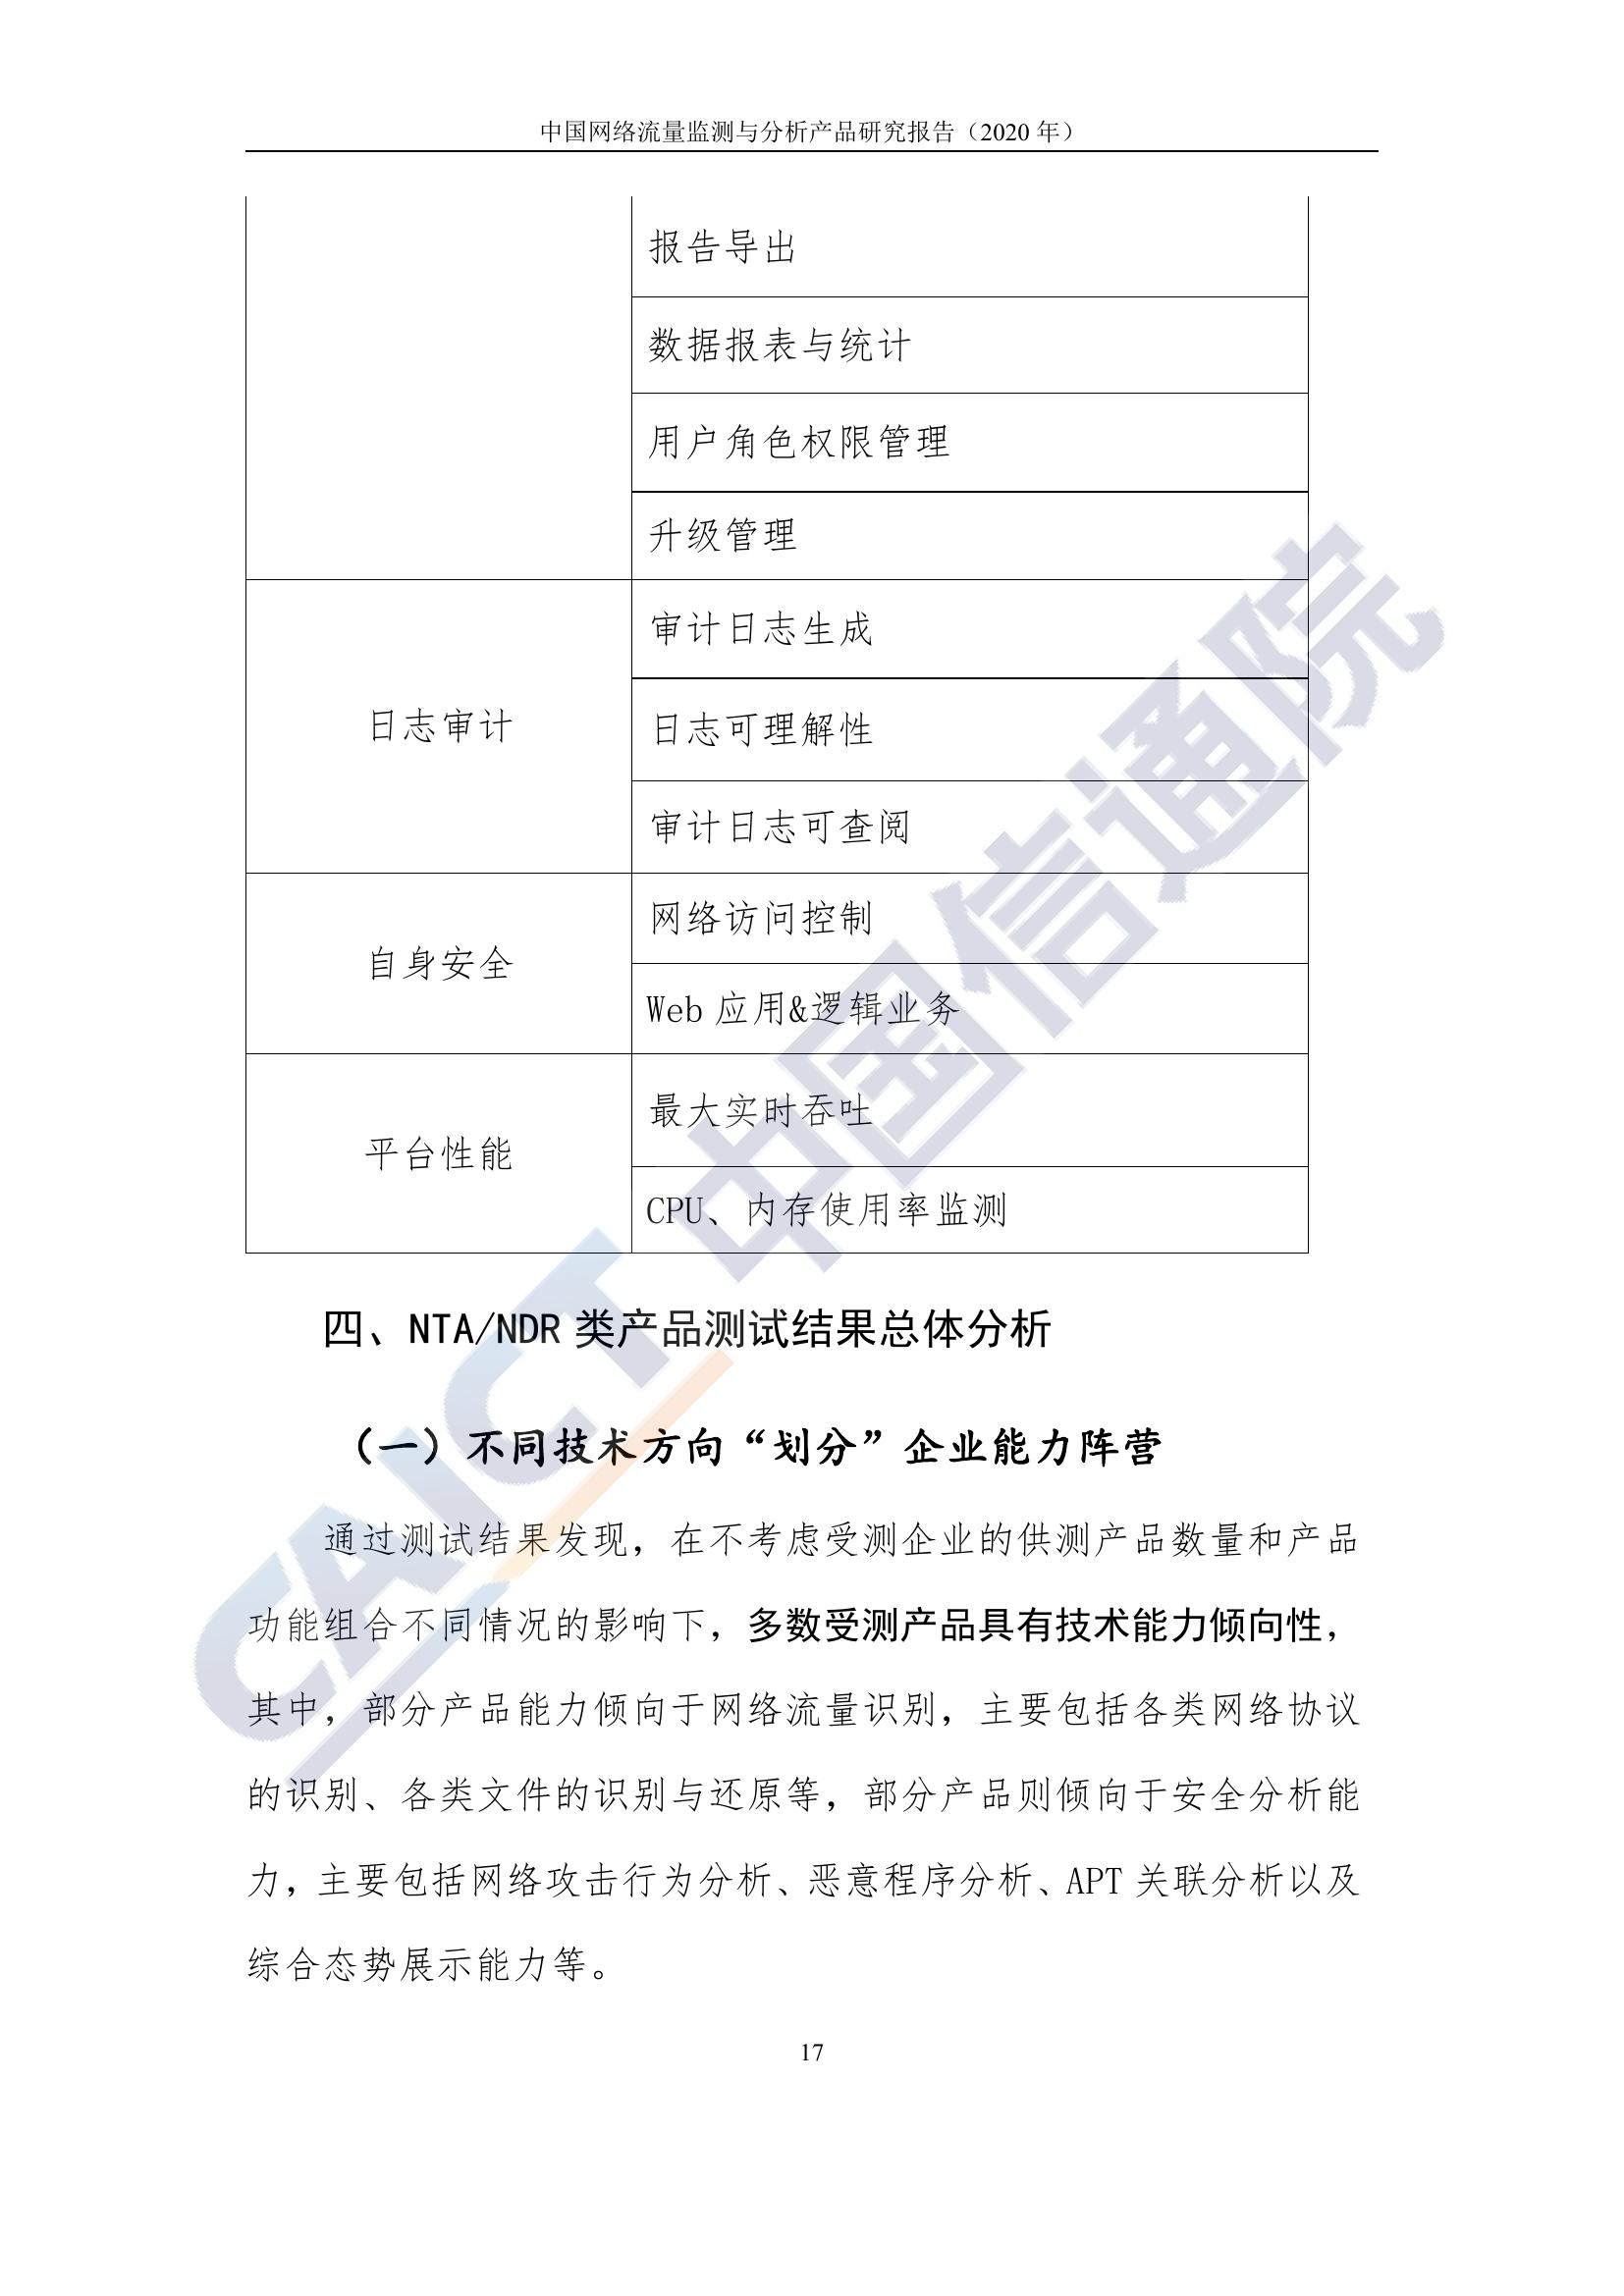 中国网络流量监测与分析产品研究报告（2020 年）
报告导出
数据报表与统计
用户角色权限管理
升级管理
日志审计
审计日志生成
日志可理解性
审计日志可查阅
自身安全
网络访问控制
Web 应用&逻辑业务
平台性能
最大实时吞吐
CPU、内存使用率监测
四、NTA/NDR 类产品测试结果总体分析
（一）不同技术方向“划分”企业能力阵营
通过测试结果发现，在不考虑受测企业的供测产品数量和产品
功能组合不同情况的影响下，多数受测产品具有技术能力倾向性，
其中，部分产品能力倾向于网络流量识别，主要包括各类网络协议
的识别、各类文件的识别与还原等，部分产品则倾向于安全分析能
力，主要包括网络攻击行为分析、恶意程序分析、APT 关联分析以及
综合态势展示能力等。
17
CAICT 中国信通院